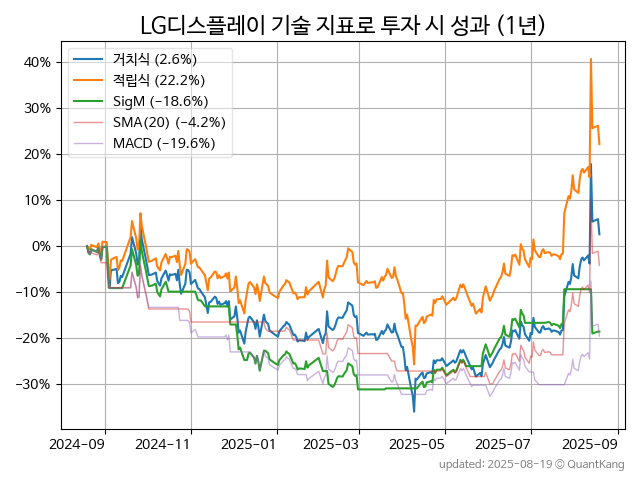 LG디스플레이 기술 지표로 투자 시 성과 (1년)
거치식 (2.6%)
적립식 (22.2%)
SigM (−18.6%)
SMA(20) (−4.2%)
MACD (−19.6%)
40%
30%
20%
10%
0%
−10%
−20%
−30%
2024-09 2024-11 2025-01 2025-03 2025-05 2025-07 2025-09
updated: 2025-08-19 © QuantKang